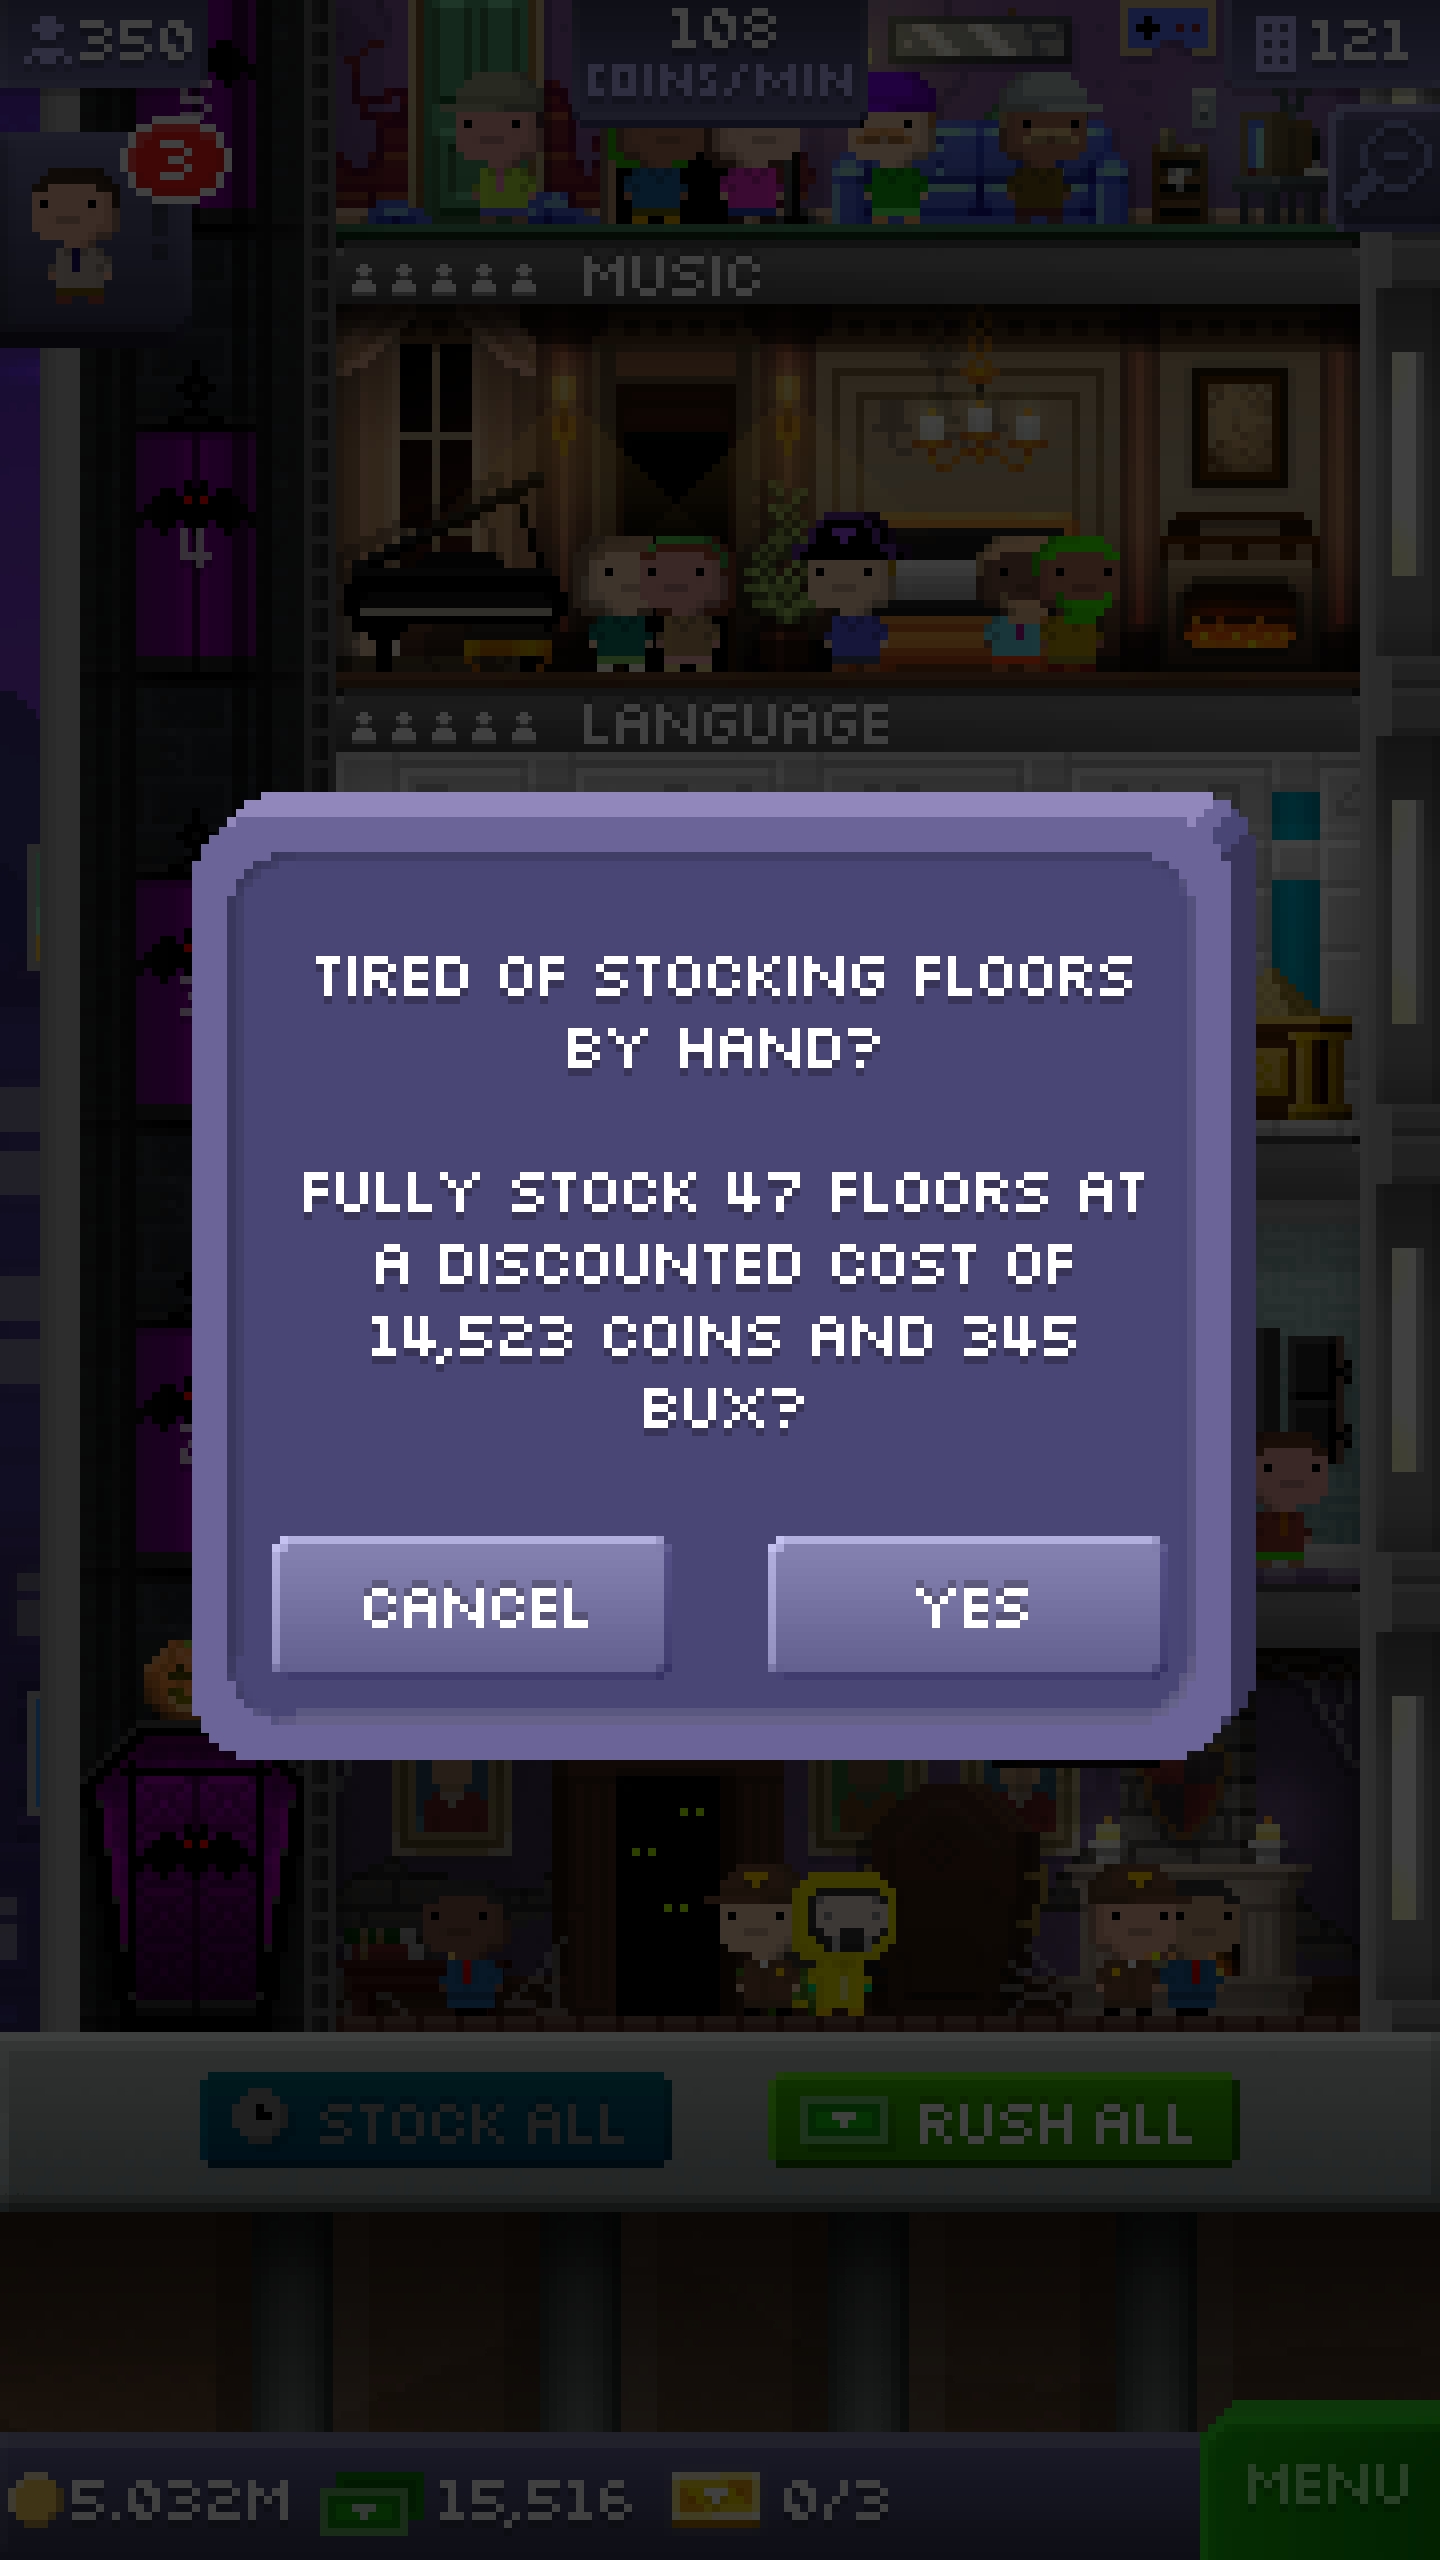 350
108
COINS/MIN
121
3
5
MUSIC
4
LANGUAGE
TIRED OF STOCKING FLOORS
BY HAND?
FULLY STOCK 47 FLOORS AT
A DISCOUNTED COST OF
14,523 COINS AND 345
BUX?
CANCEL
YES
STOCK ALL
RUSH ALL
5.032M
15,516
0/3
MENU